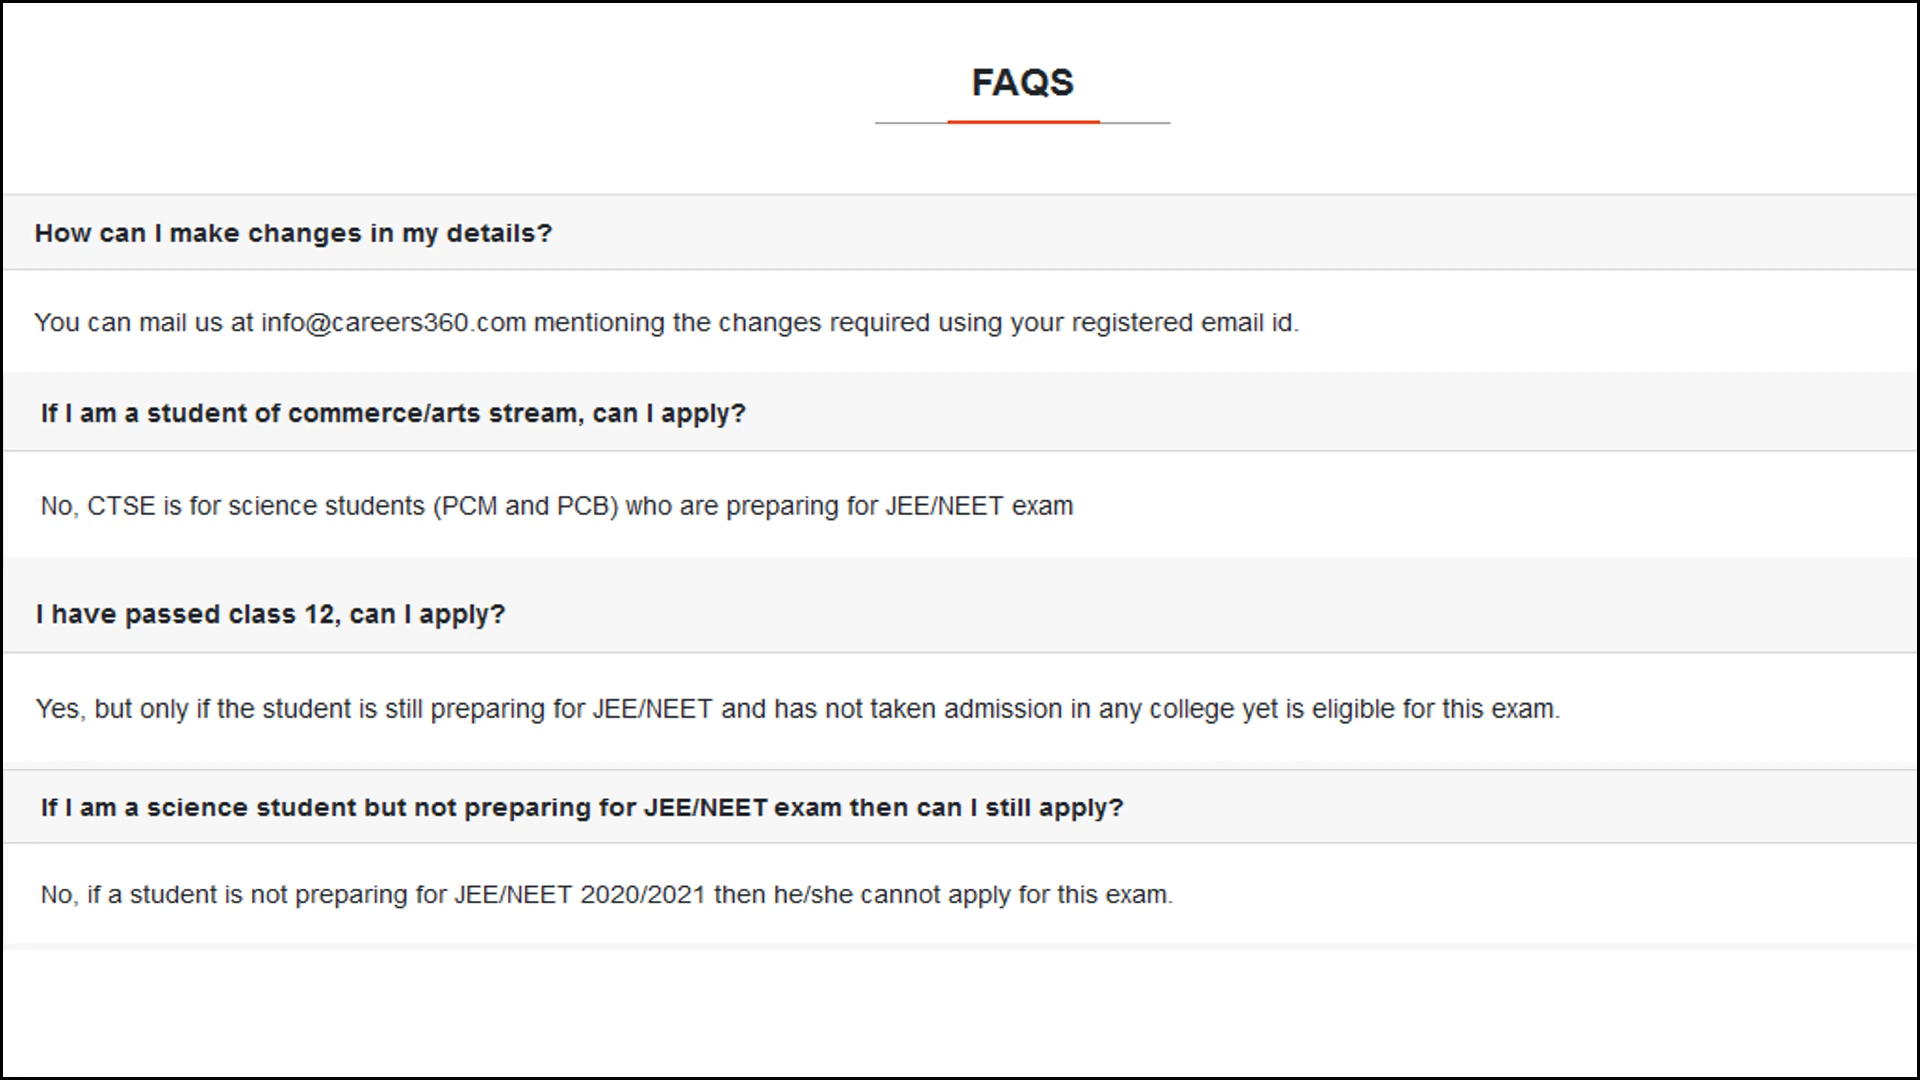 FAQS
How can I make changes in my details?
You can mail us at info@careers360.com mentioning the changes required using your registered email id.
If I am a student of commerce/arts stream, can I apply?
No, CTSE is for science students (PCM and PCB) who are preparing for JEE/NEET exam
I have passed class 12, can I apply?
Yes, but only if the student is still preparing for JEE/NEET and has not taken admission in any college yet is eligible for this exam.
If I am a science student but not preparing for JEE/NEET exam then can I still apply?
No, if a student is not preparing for JEE/NEET 2020/2021 then he/she cannot apply for this exam.